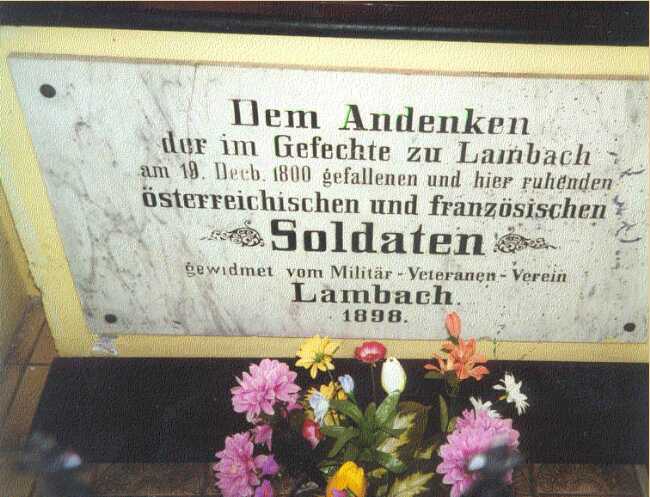 Dem Andenken
der im Gefechte zu Lambach
am 19. Decb. 1800 gefallenen und hier ruhenden
österreichischen und französischen
Soldaten
gewidmet vom Militär-Veteranen-Verein
Lambach.
1898.